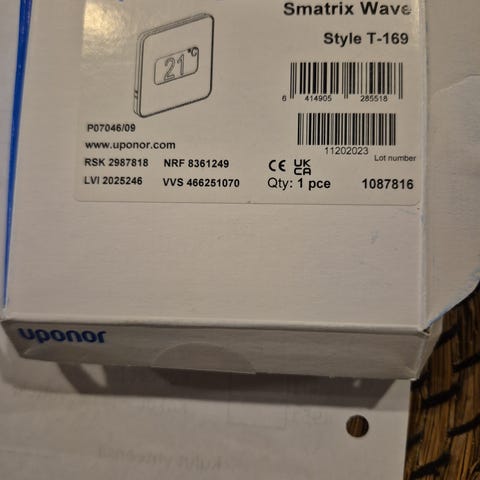 Smatrix Wave
Style T-169
21°C
6 414905 285518
P07046/09
www.uponor.com
11202023
Lot number
RSK 2987818 NRF 8361249
CE UK CA
LVI 2025246 VVS 466251070
Qty: 1 pce 1087816
uponor